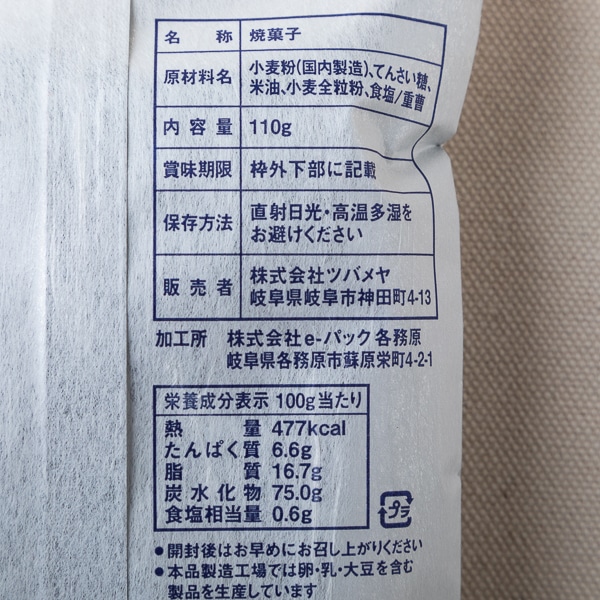 名称 焼菓子
原材料名 小麦粉(国内製造)、てんさい糖、
米油、小麦全粒粉、食塩/重曹
内容量 110g
賞味期限 枠外下部に記載
保存方法 直射日光・高温多湿を
お避けください
販売者 株式会社ツバメヤ
岐阜県岐阜市神田町4-13
加工所 株式会社e-パック各務原
岐阜県各務原市蘇原栄町4-2-1
栄養成分表示 100g当たり
熱量 477kcal
たんぱく質 6.6g
脂質 16.7g
炭水化物 75.0g
食塩相当量 0.6g
プラ
●開封後はお早めにお召し上がりください
●本品製造工場では卵・乳・大豆を含む
製品を生産しています